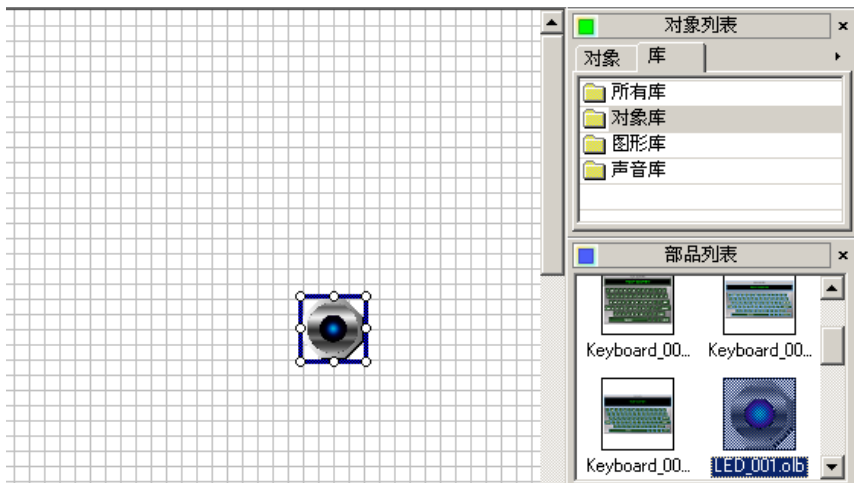 对象列表
对象 库
所有库
对象库
图形库
声音库
部品列表
Keyboard_00... Keyboard_00...
Keyboard_00... LED_001.olb